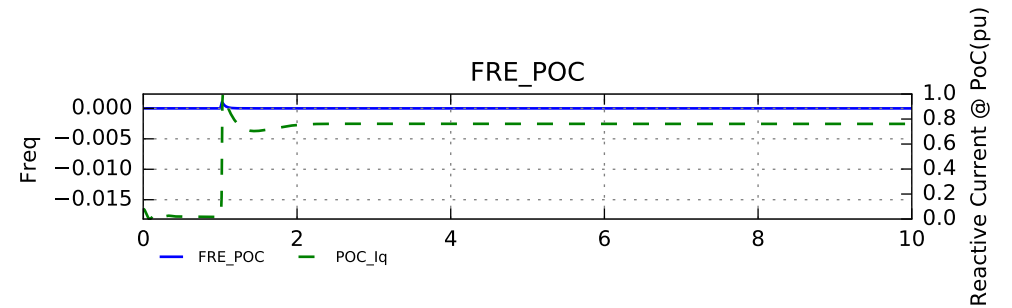 FRE_POC
Freq
0.000
−0.005
−0.010
−0.015
1.0
0.8
0.6
0.4
0.2
0.0
Reactive Current @ PoC(pu)
0 2 4 6 8 10
FRE_POC POC_Iq